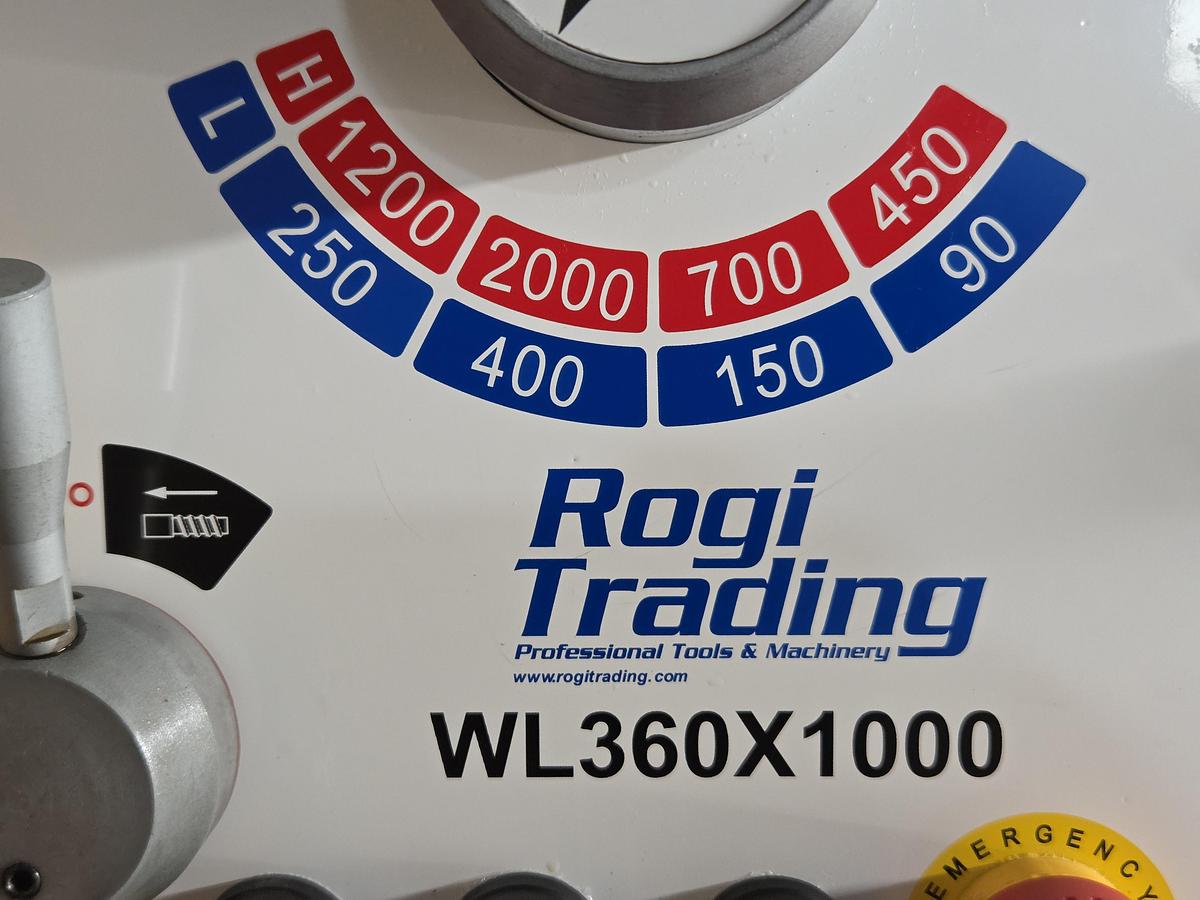 H 1200 2000 700 450
L 250 400 150 90
Rogi
Trading
Professional Tools & Machinery
www.rogitrading.com
WL360X1000
EMERGENCY